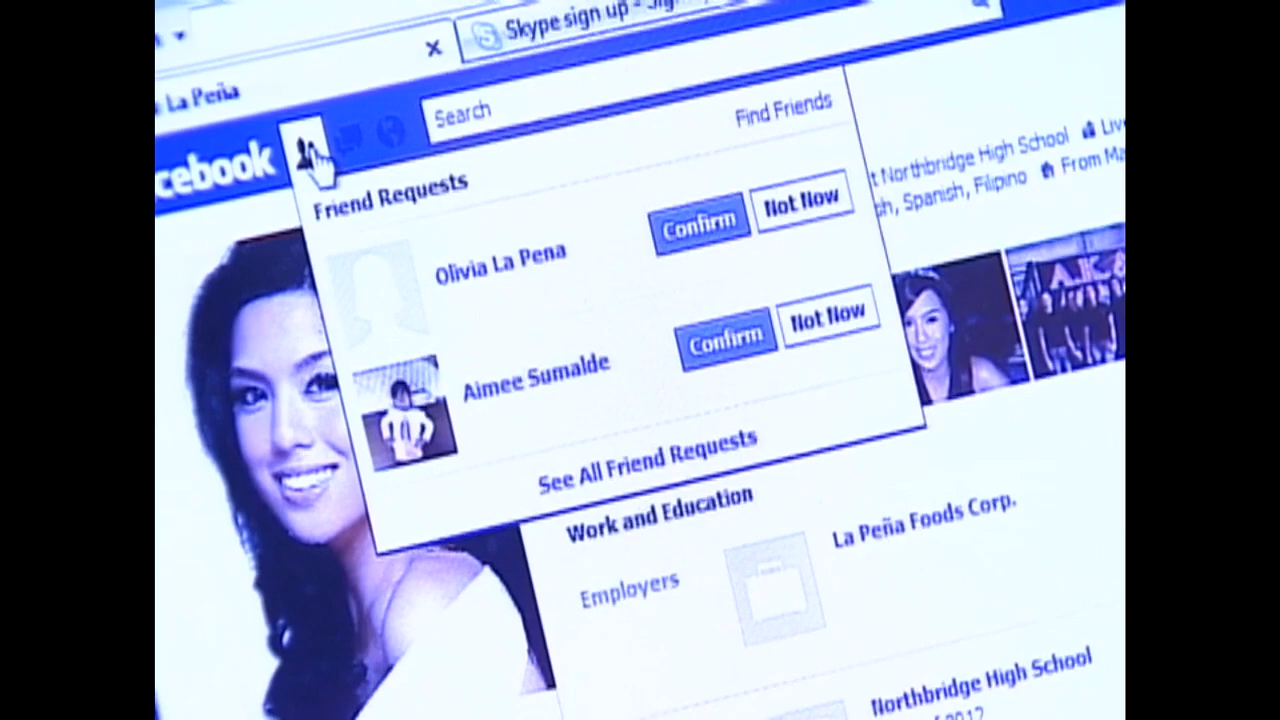 Skype sign up -
La Peña
Search
cebook
Find Friends
Friend Requests
Northbridge High School
Spanish, Filipino
From
Confirm
Not Now
Olivia La Pena
Confirm
Not Now
Aimee Sumalde
See All Friend Requests
Work and Education
La Peña Foods Corp.
Employers
Northbridge High School